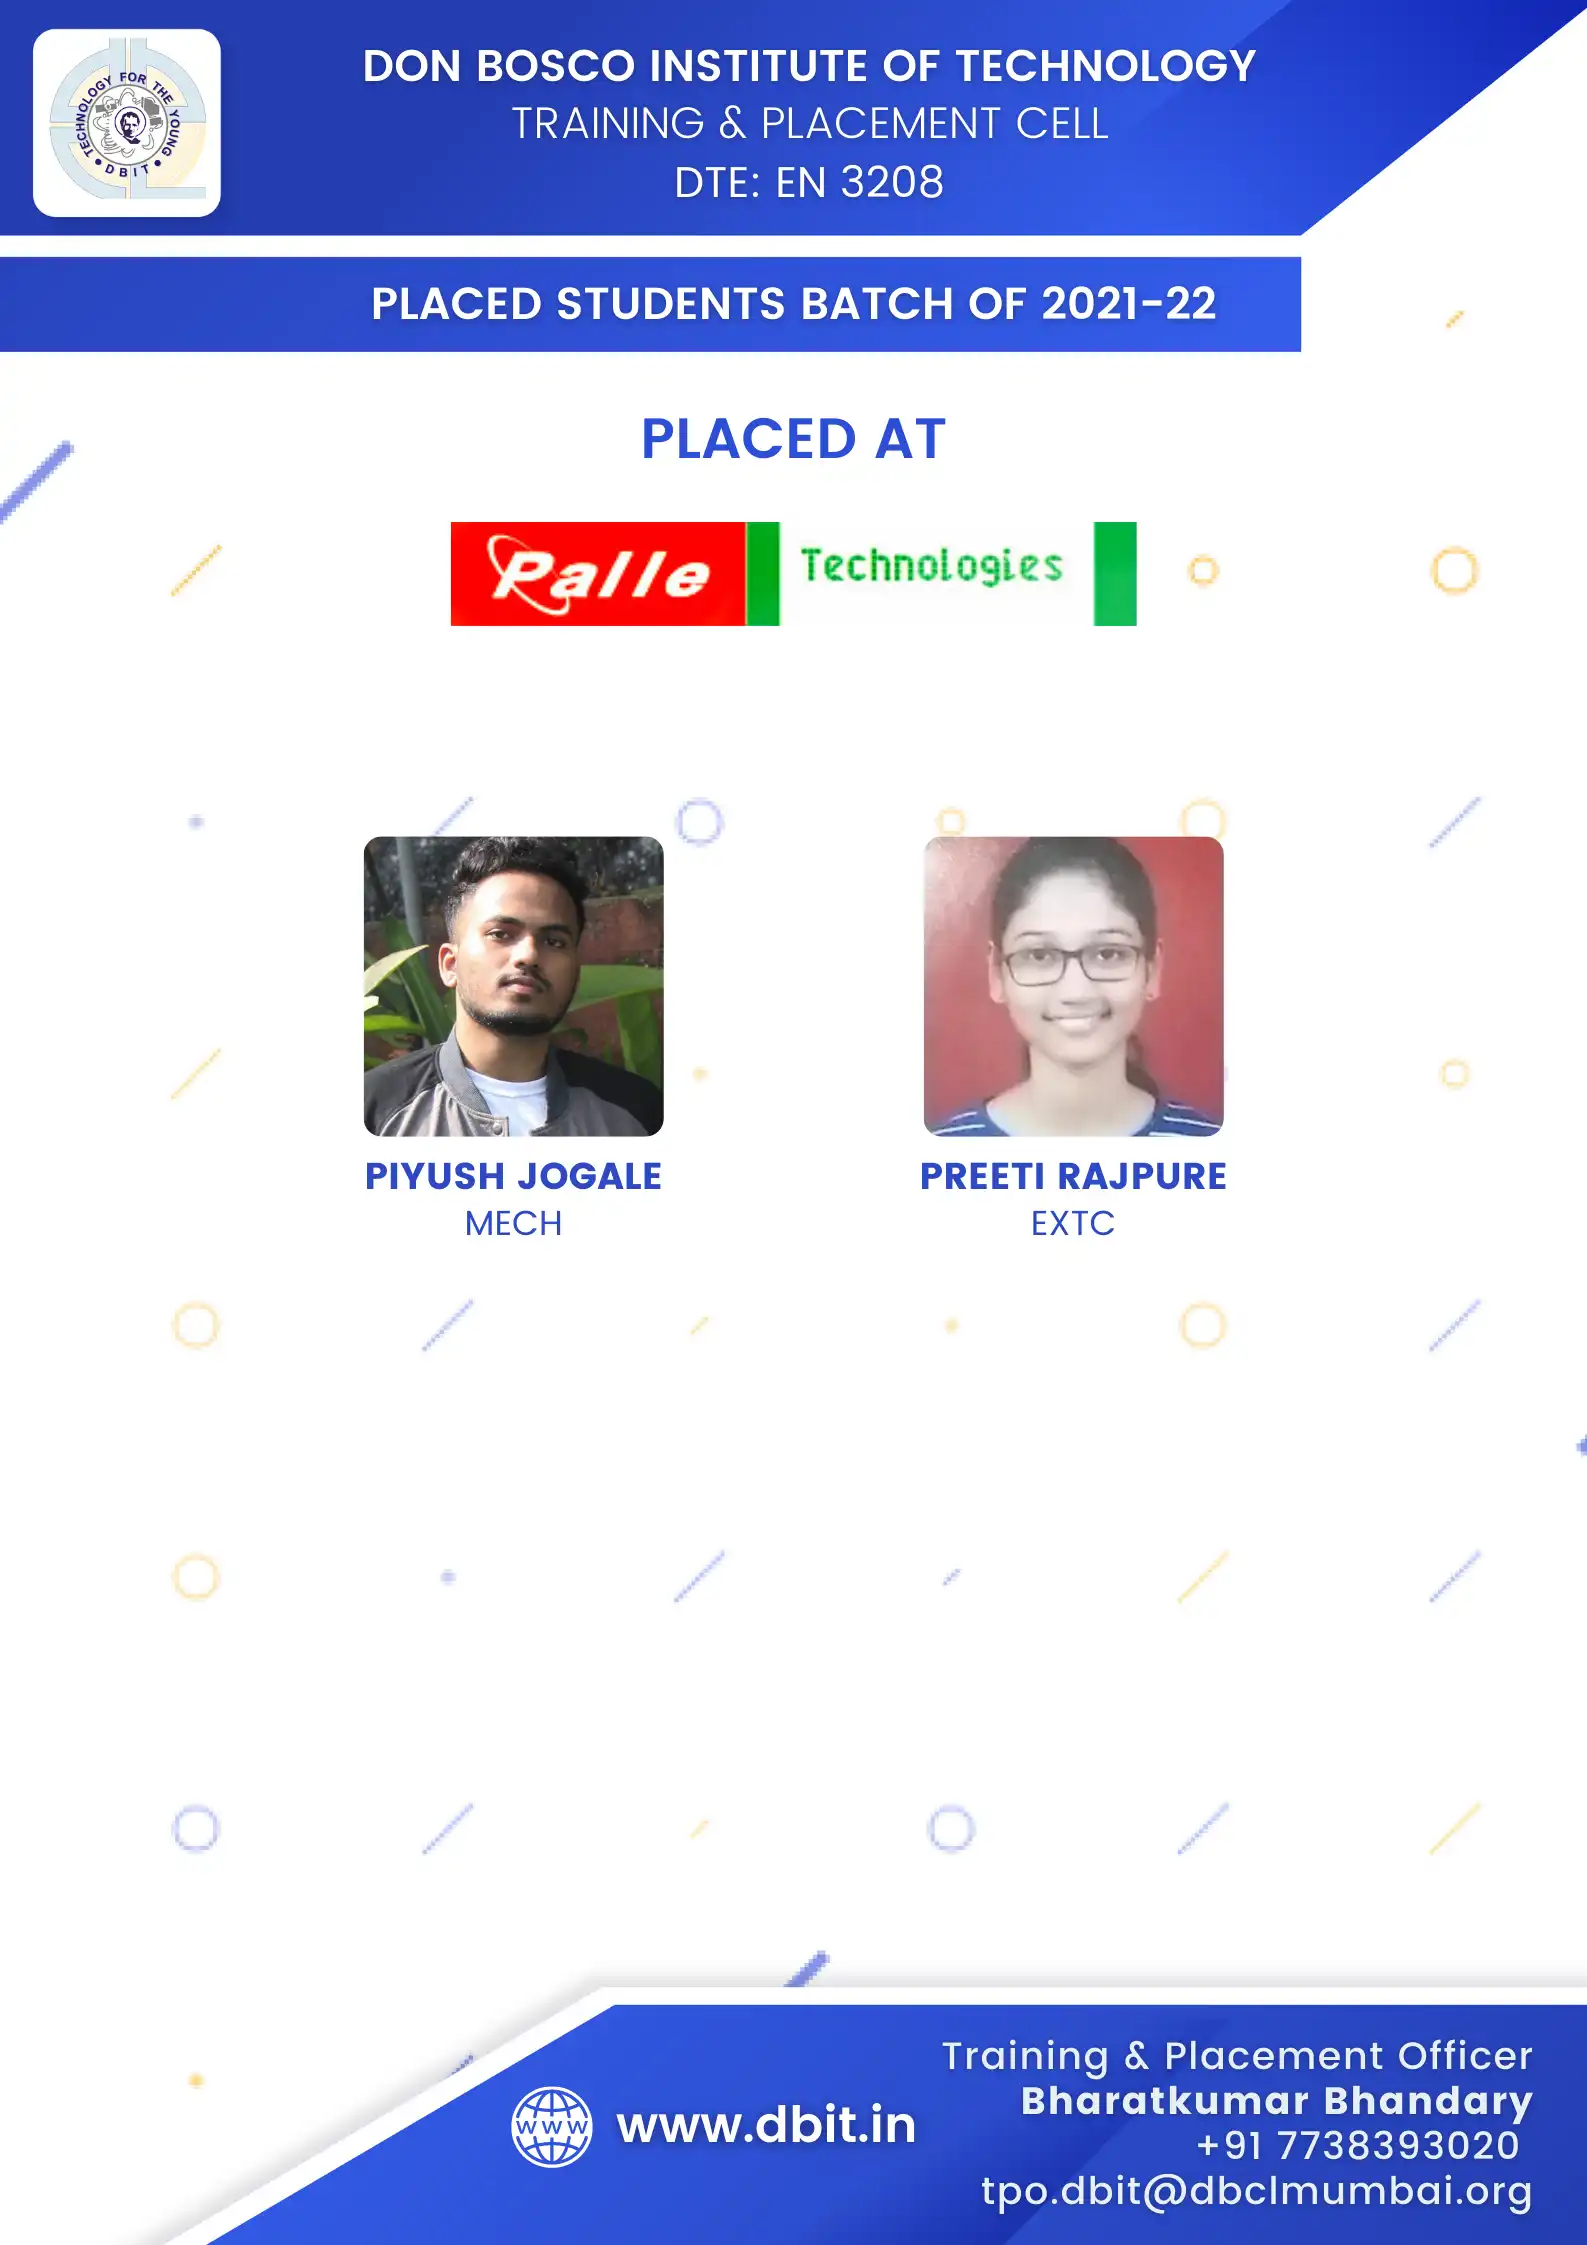 TECHNOLOGY FOR THE YOUNG
DBIT
DON BOSCO INSTITUTE OF TECHNOLOGY
TRAINING & PLACEMENT CELL
DTE: EN 3208
PLACED STUDENTS BATCH OF 2021-22
PLACED AT
Palle Technologies
PIYUSH JOGALE
MECH
PREETI RAJPURE
EXTC
Training & Placement Officer
Bharatkumar Bhandary
+91 7738393020
tpo.dbit@dbclmumbai.org
WWW
www.dbit.in